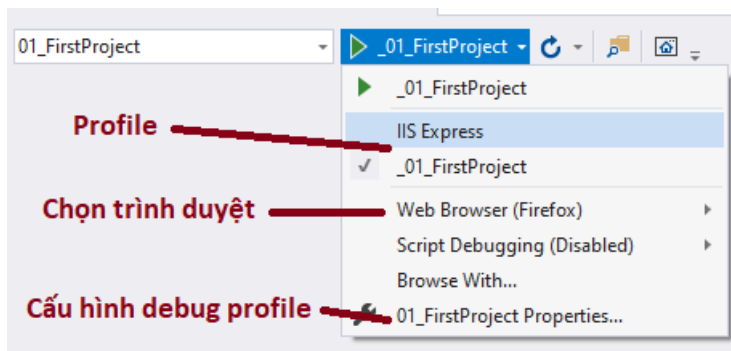 01_FirstProject
_01_FirstProject
_01_FirstProject
Profile
IIS Express
_01_FirstProject
Chọn trình duyệt
Web Browser (Firefox)
Script Debugging (Disabled)
Browse With...
Cấu hình debug profile
01_FirstProject Properties...